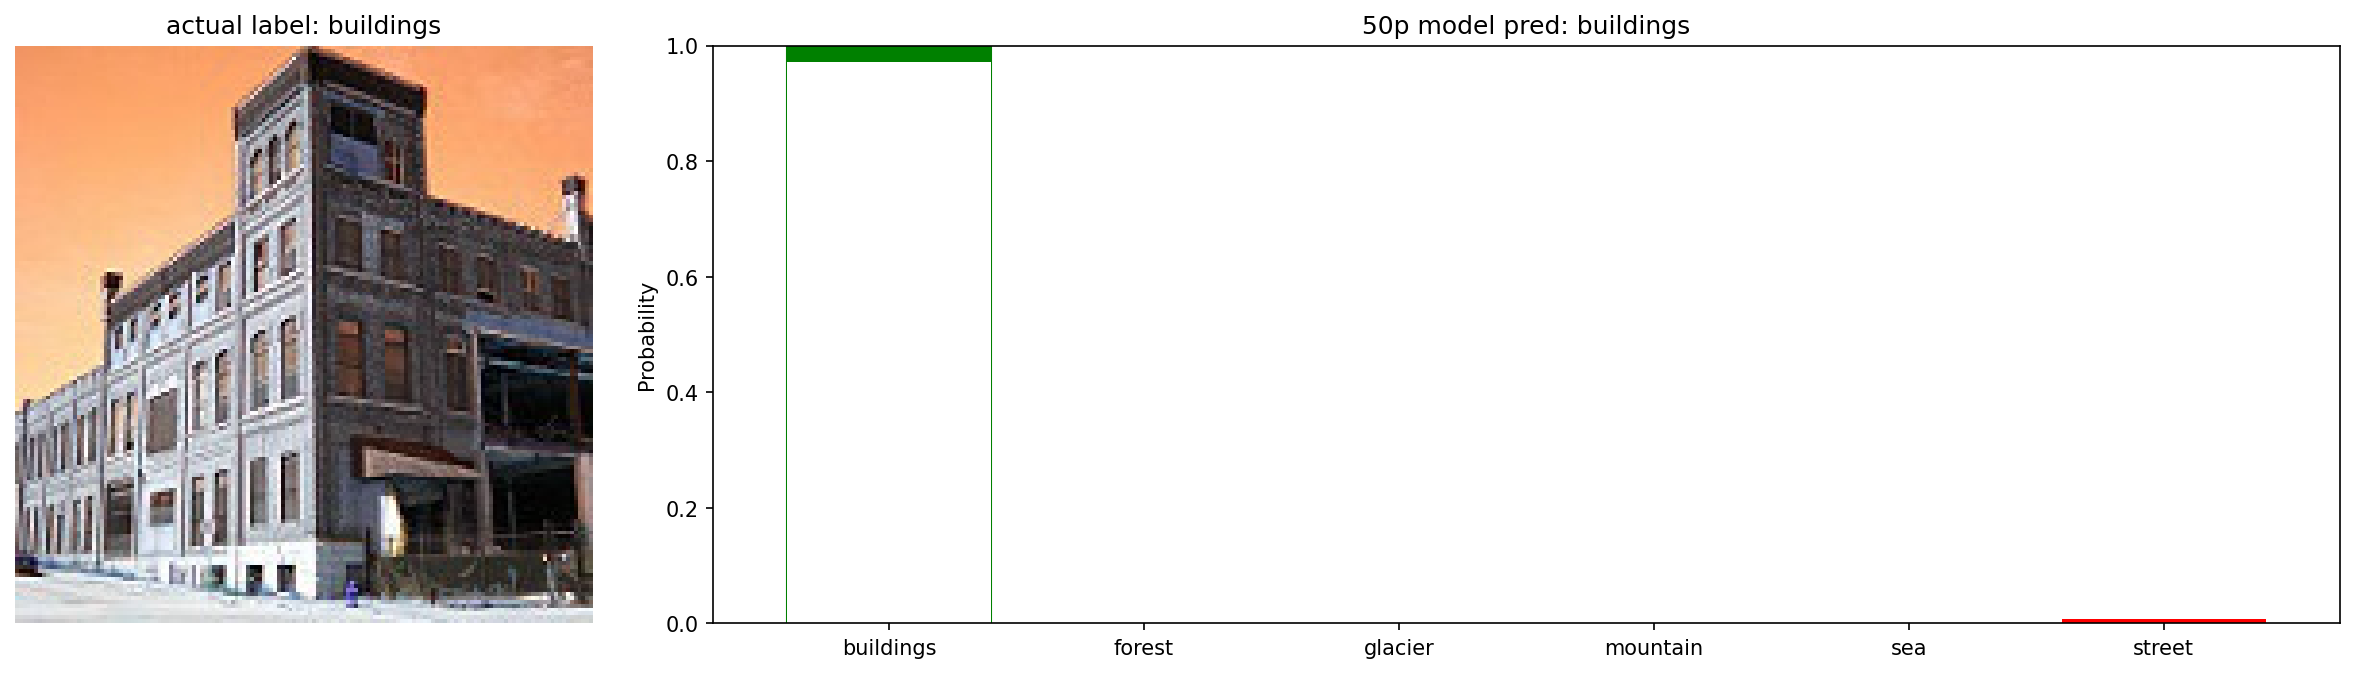 actual label: buildings
50p model pred: buildings
1.0
0.8
0.6
0.4
0.2
0.0
Probability
buildings
forest
glacier
mountain
sea
street